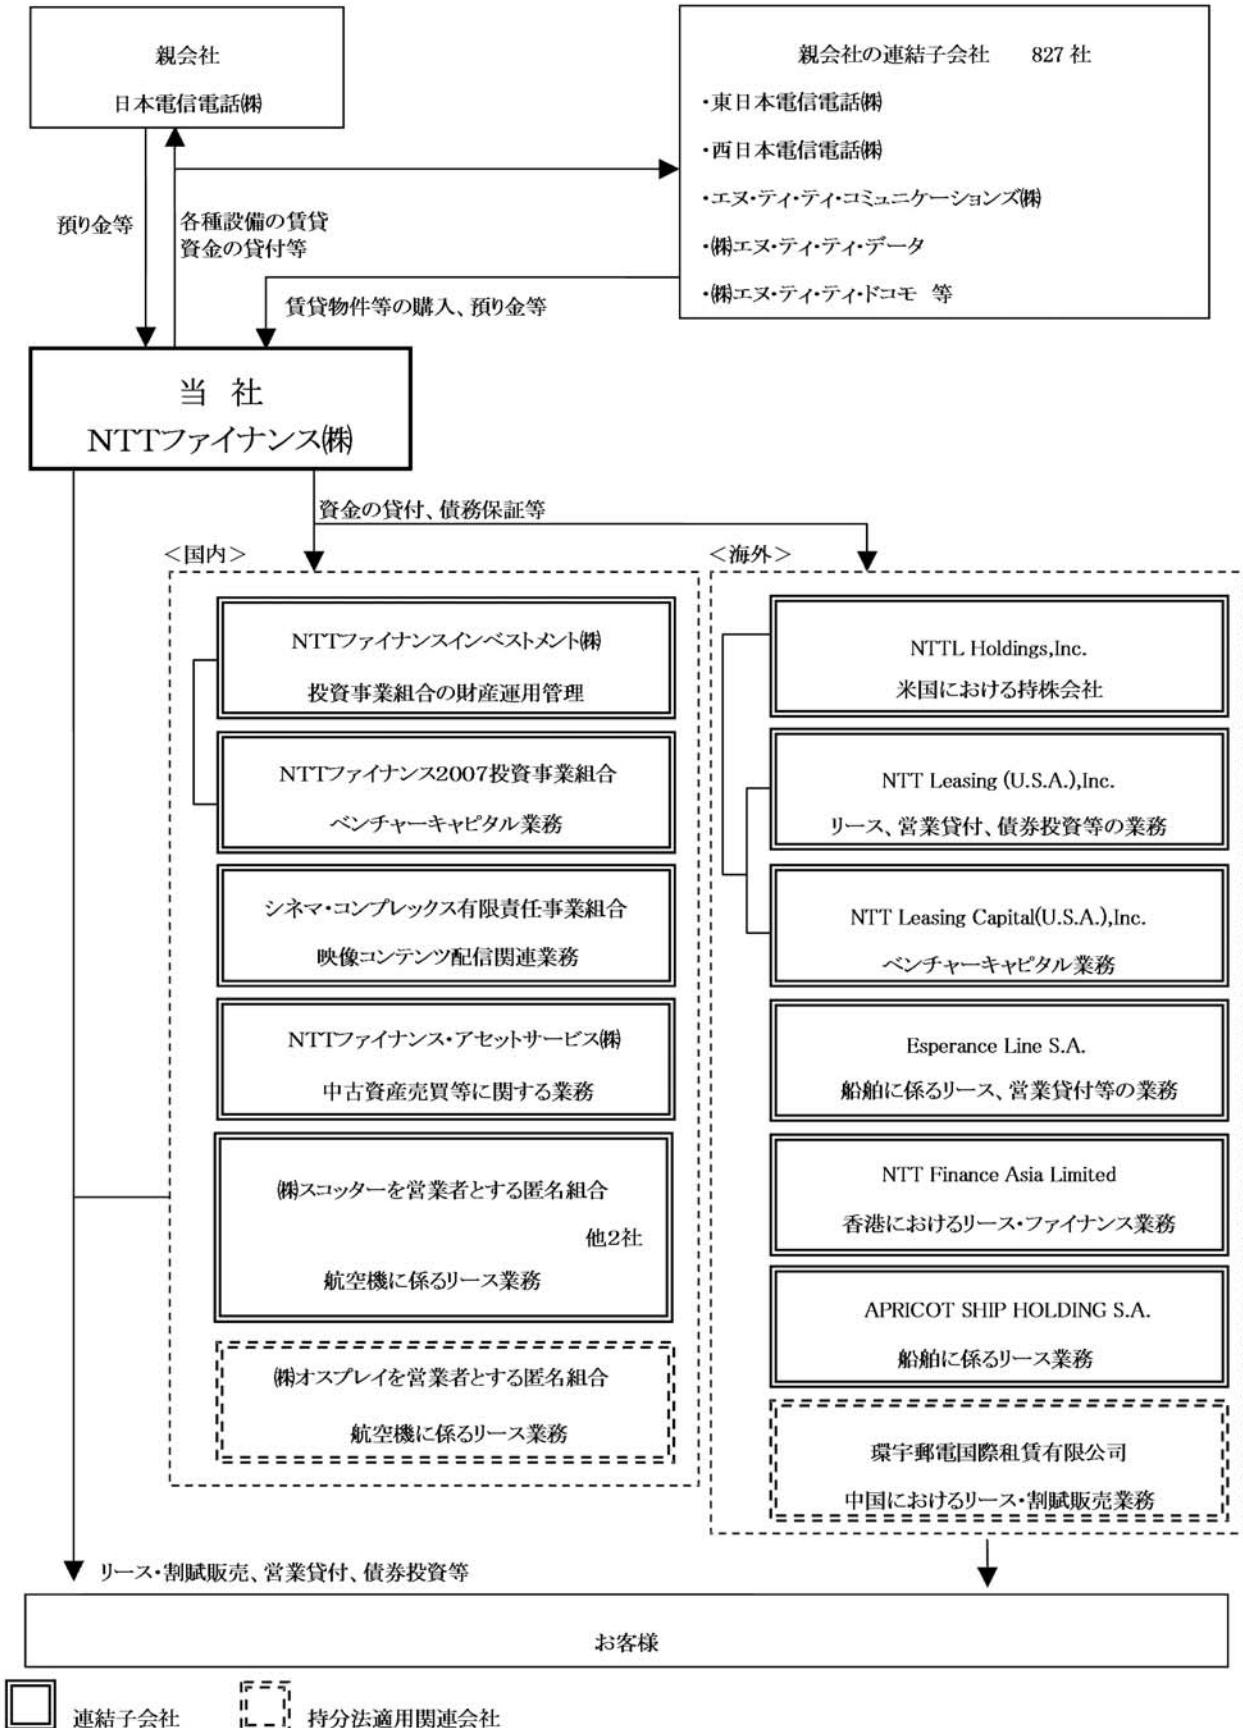 親会社
日本電信電話㈱
親会社の連結子会社　827 社
・東日本電信電話㈱
・西日本電信電話㈱
・エヌ・ティ・ティ・コミュニケーションズ㈱
・㈱エヌ・ティ・ティ・データ
・㈱エヌ・ティ・ティ・ドコモ 等
預り金等
各種設備の賃貸
資金の貸付等
賃貸物件等の購入、預り金等
当 社
NTTファイナンス㈱
資金の貸付、債務保証等
＜国内＞
NTTファイナンスインベストメント㈱
投資事業組合の財産運用管理
NTTファイナンス2007投資事業組合
ベンチャーキャピタル業務
シネマ・コンプレックス有限責任事業組合
映像コンテンツ配信関連業務
NTTファイナンス・アセットサービス㈱
中古資産売買等に関する業務
㈱スコッターを営業者とする匿名組合
他2社
航空機に係るリース業務
㈱オスプレイを営業者とする匿名組合
航空機に係るリース業務
＜海外＞
NTTL Holdings,Inc.
米国における持株会社
NTT Leasing (U.S.A.),Inc.
リース、営業貸付、債券投資等の業務
NTT Leasing Capital(U.S.A.),Inc.
ベンチャーキャピタル業務
Esperance Line S.A.
船舶に係るリース、営業貸付等の業務
NTT Finance Asia Limited
香港におけるリース・ファイナンス業務
APRICOT SHIP HOLDING S.A.
船舶に係るリース業務
環宇郵電国際租賃有限公司
中国におけるリース・割賦販売業務
リース・割賦販売、営業貸付、債券投資等
お客様
連結子会社
持分法適用関連会社